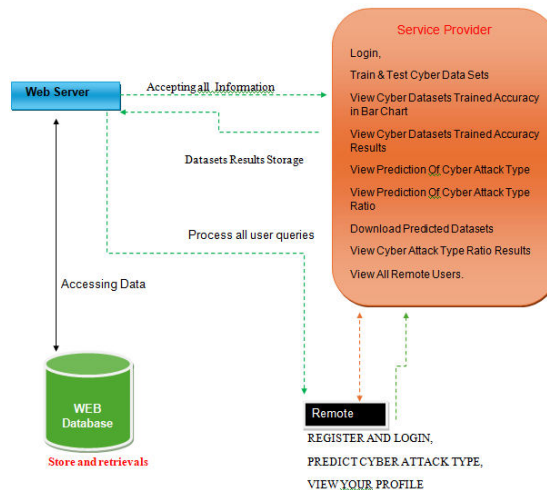 Service Provider
Login,
Train & Test Cyber Data Sets
View Cyber Datasets Trained Accuracy
in Bar Chart
View Cyber Datasets Trained Accuracy
Results
View Prediction Of Cyber Attack Type
View Prediction Of Cyber Attack Type
Ratio
Download Predicted Datasets
View Cyber Attack Type Ratio Results
View All Remote Users.
Web Server
Accepting all Information
Datasets Results Storage
Process all user queries
Accessing Data
WEB
Database
Store and retrievals
Remote
REGISTER AND LOGIN,
PREDICT CYBER ATTACK TYPE,
VIEW YOUR PROFILE